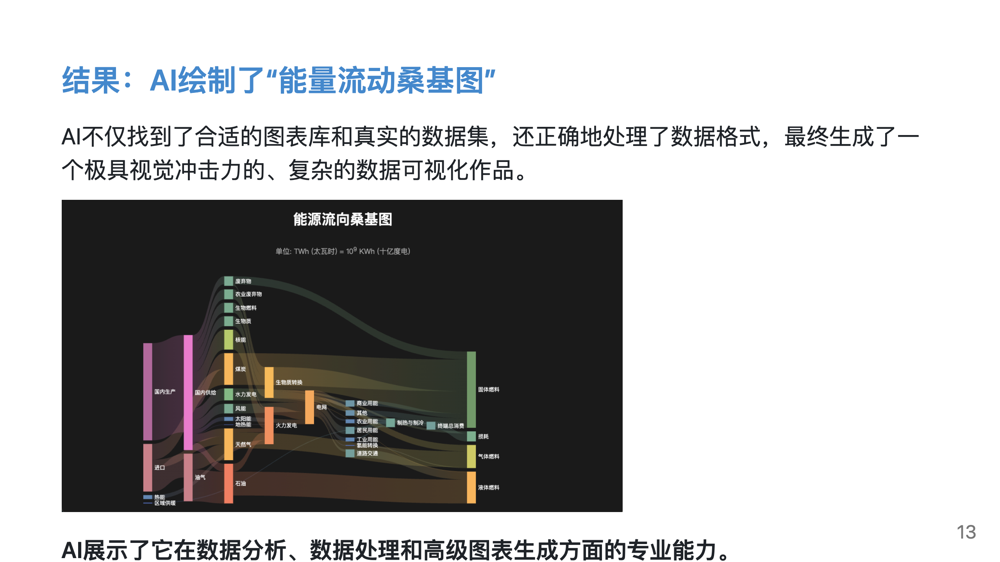 结果：AI绘制了“能量流动桑基图”
AI不仅找到了合适的图表库和真实的数据集，还正确地处理了数据格式，最终生成了一
个极具视觉冲击力的、复杂的数据可视化作品。
能源流向桑基图
单位: TWh (太瓦时) = 10⁹ KWh (十亿度电)
废弃物
农业废弃物
生物燃料
生物质
核能
煤炭
生物质转换
固体燃料
国内生产
国内供给
水力发电
商业用能
电网
风能
其他
太阳能
农业用能
制热与制冷
终端总消费
地热能
火力发电
居民用能
损耗
工业用能
天然气
氢能转换
道路交通
气体燃料
进口
油气
石油
液体燃料
热能
区域供暖
AI展示了它在数据分析、数据处理和高级图表生成方面的专业能力。
13